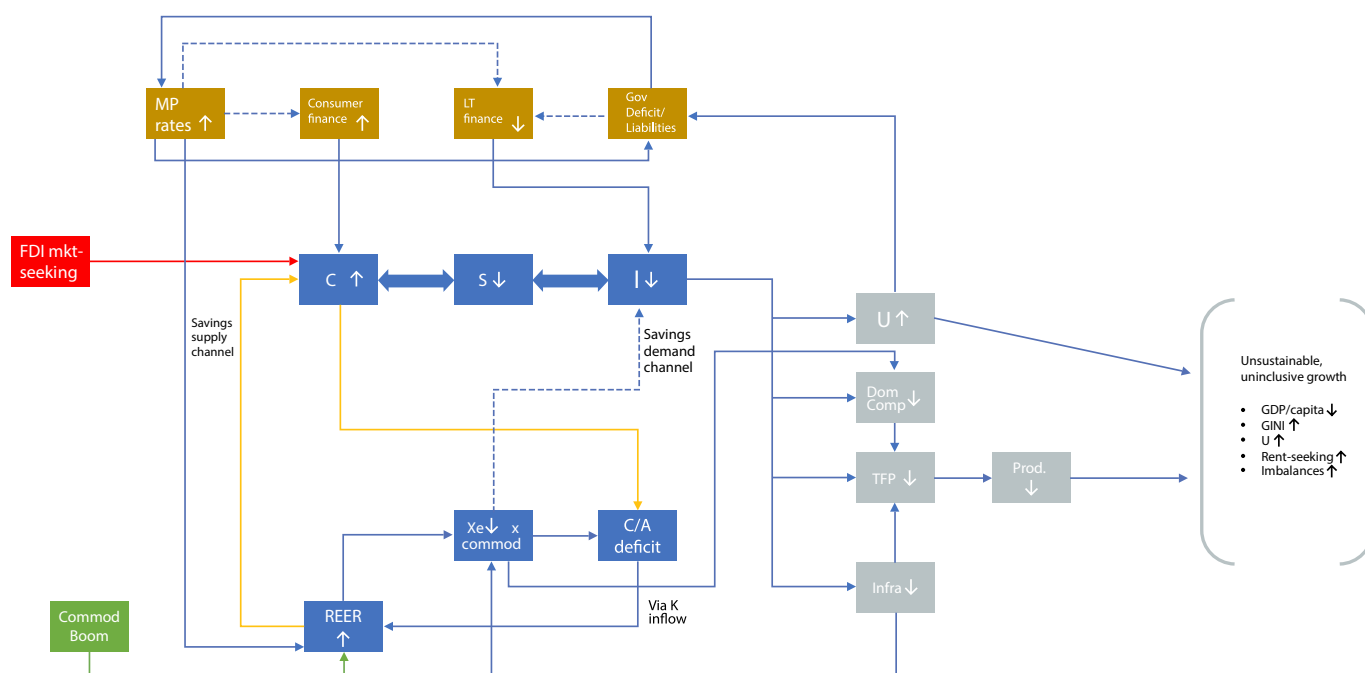 MP
rates ↑
Consumer
finance ↑
LT
finance ↓
Gov
Deficit/
Liabilities
FDI mkt-
seeking
C ↑
S ↓
I ↓
Savings
supply
channel
Savings
demand
channel
U ↑
Dom
Comp ↓
TFP ↓
Prod.
↓
Infra ↓
Xe↓ x
commod
C/A
deficit
Via K
inflow
REER
↑
Commod
Boom
Unsustainable,
uninclusive growth
• GDP/capita ↓
• GINI ↑
• U ↑
• Rent-seeking ↑
• Imbalances ↑